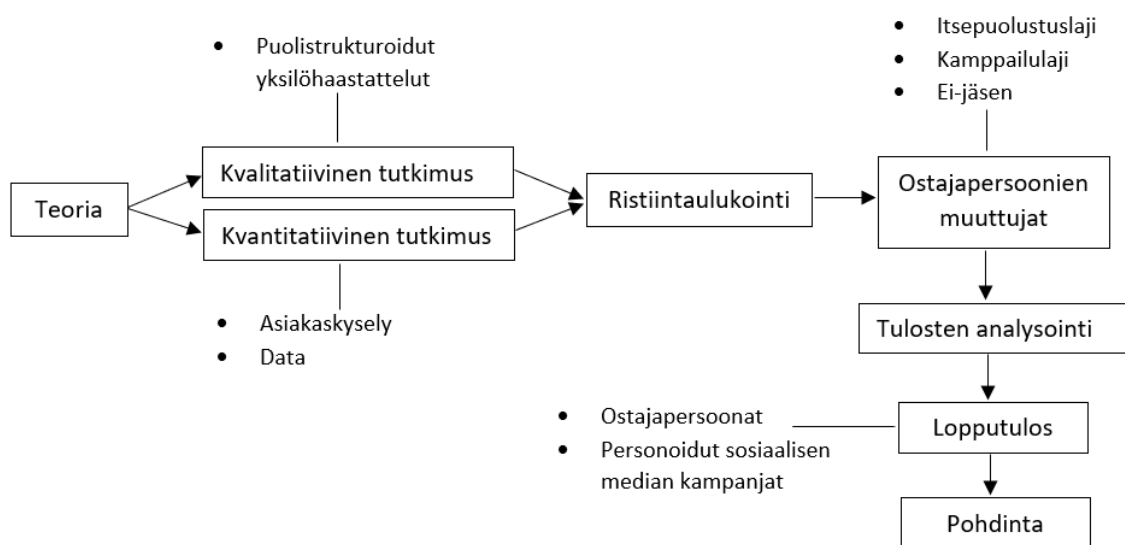 • Puolistrukturoidut
yksilöhaastattelut
• Itsepuolustuslaji
• Kamppailulaji
• Ei-jäsen
Teoria
Kvalitatiivinen tutkimus
Kvantitatiivinen tutkimus
Ristiintaulukointi
Ostajapersoonien
muuttujat
• Asiakaskysely
• Data
Tulosten analysointi
• Ostajapersoonat
• Personoidut sosiaalisen
median kampanjat
Lopputulos
Pohdinta